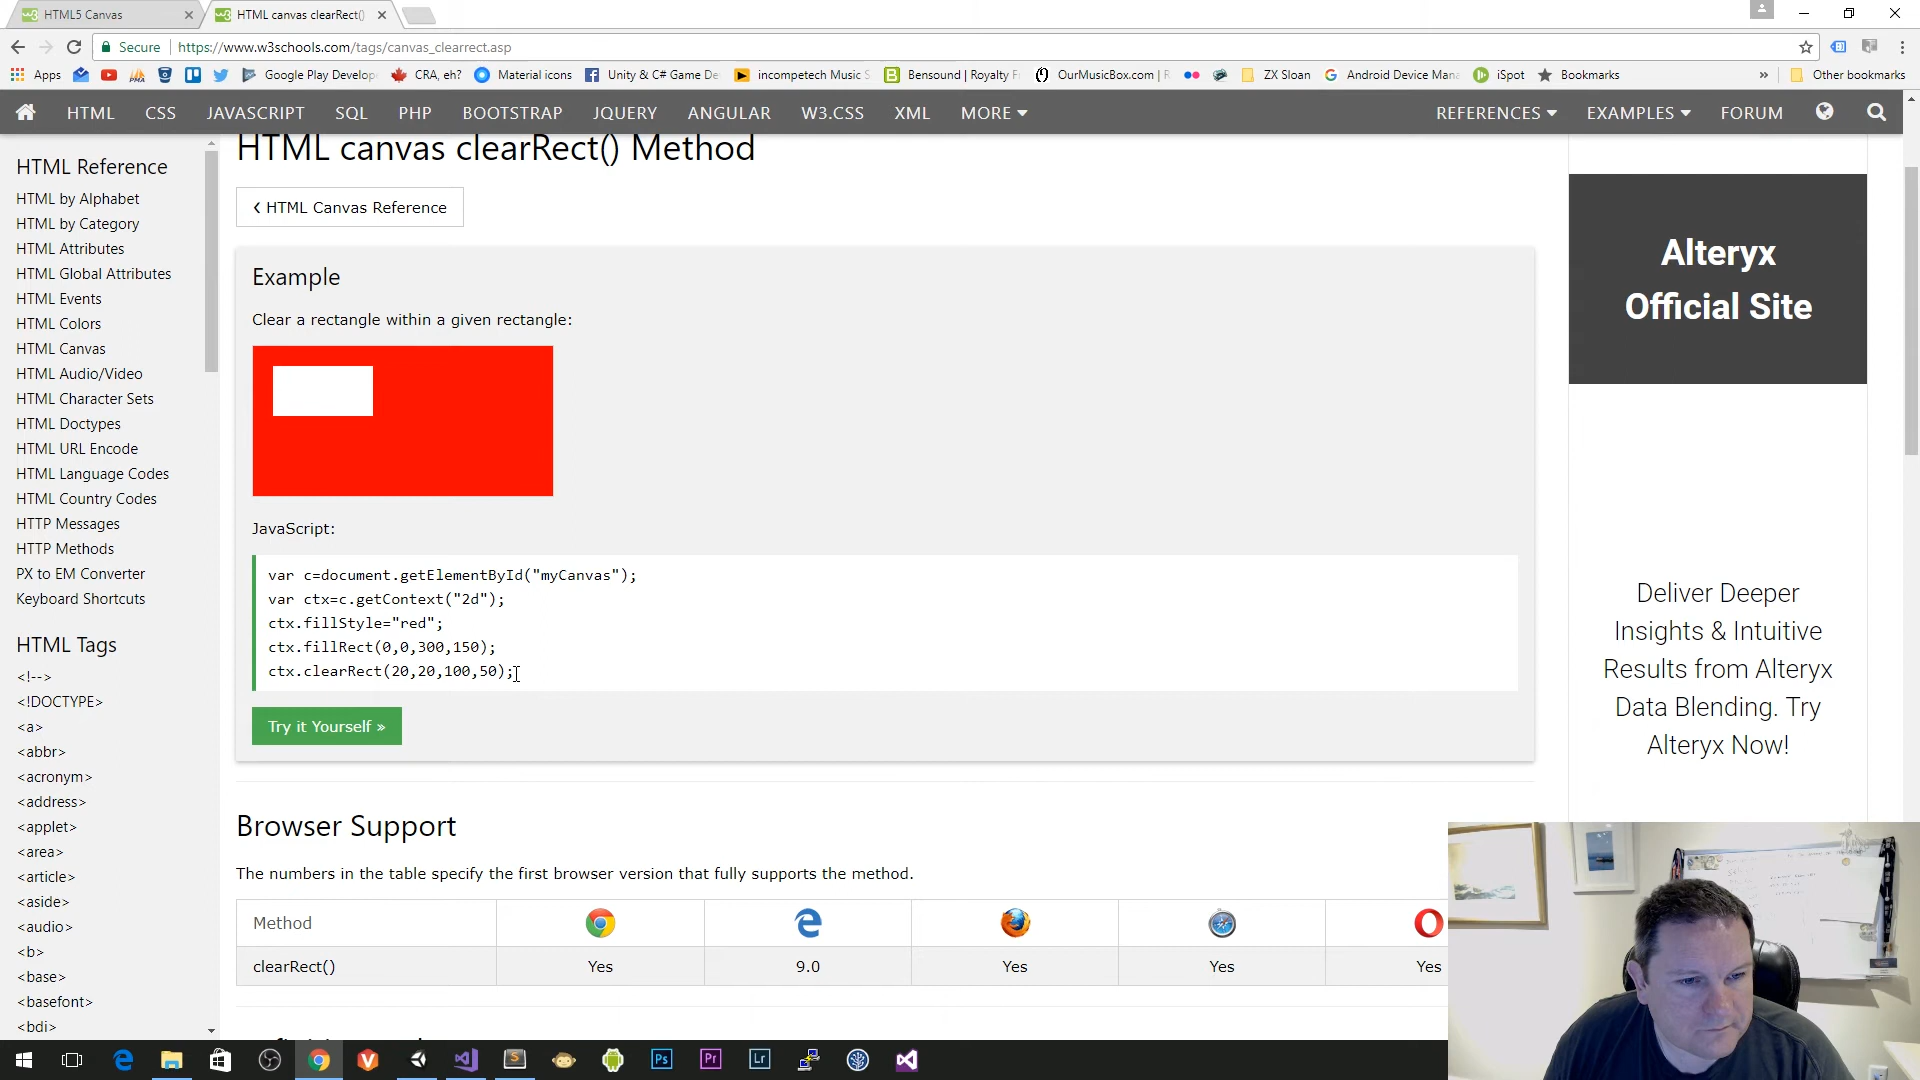 HTML5 Canvas
HTML canvas clearRect()
Secure
https://www.w3schools.com/tags/canvas_clearrect.asp
Apps
PMA
Google Play Develop
CRA, eh?
Material icons
Unity & C# Game De
incompetech Music S
Bensound | Royalty F
OurMusicBox.com | R
ZX Sloan
Android Device Mana
iSpot
Bookmarks
»
Other bookmarks
HTML
CSS
JAVASCRIPT
SQL
PHP
BOOTSTRAP
JQUERY
ANGULAR
W3.CSS
XML
MORE
REFERENCES
EXAMPLES
FORUM
HTML Reference
HTML by Alphabet
HTML by Category
HTML Attributes
HTML Global Attributes
HTML Events
HTML Colors
HTML Canvas
HTML Audio/Video
HTML Character Sets
HTML Doctypes
HTML URL Encode
HTML Language Codes
HTML Country Codes
HTTP Messages
HTTP Methods
PX to EM Converter
Keyboard Shortcuts
HTML Tags
<!-->
<!DOCTYPE>
<a>
<abbr>
<acronym>
<address>
<applet>
<area>
<article>
<aside>
<audio>
<b>
<base>
<basefont>
<bdi>
HTML canvas clearRect() Method
‹ HTML Canvas Reference
Example
Clear a rectangle within a given rectangle:
JavaScript:
var c=document.getElementById("myCanvas");
var ctx=c.getContext("2d");
ctx.fillStyle="red";
ctx.fillRect(0,0,300,150);
ctx.clearRect(20,20,100,50);
Try it Yourself »
Browser Support
The numbers in the table specify the first browser version that fully supports the method.
Method
clearRect() Yes 9.0 Yes Yes Yes
Alteryx
Official Site
Deliver Deeper
Insights & Intuitive
Results from Alteryx
Data Blending. Try
Alteryx Now!
Ps
Pr
Lr